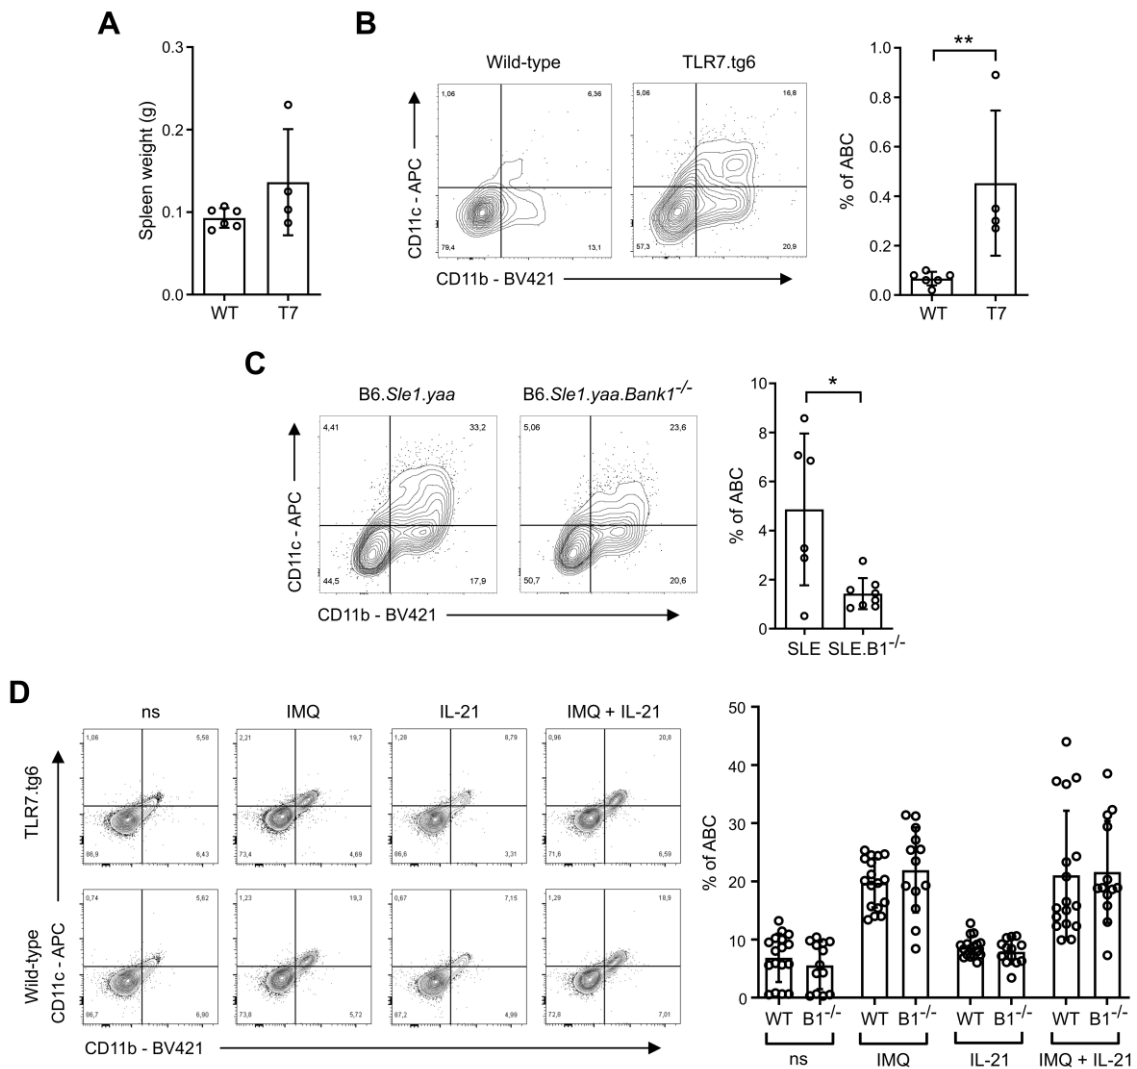 A
Spleen weight (g)
0.3
0.2
0.1
0.0
WT
T7
B
Wild-type
TLR7.tg6
1,06
6,36
79,4
13,1
5,06
16,8
57,3
20,9
CD11c - APC
CD11b - BV421
% of ABC
1.0
0.8
0.6
0.4
0.2
0.0
**
WT
T7
C
B6.Sle1.yaa
B6.Sle1.yaa.Bank1-/-
4,41
33,2
44,5
17,9
5,06
23,6
50,7
20,6
CD11c - APC
CD11b - BV421
% of ABC
10
8
6
4
2
0
*
SLE
SLE.B1-/-
D
ns
IMQ
IL-21
IMQ + IL-21
TLR7.tg6
1,06
5,58
86,9
6,43
2,21
19,7
73,4
4,69
1,28
8,79
86,6
3,31
0,96
20,8
71,6
6,59
Wild-type
CD11c - APC
0,74
5,62
86,7
6,90
1,23
19,3
73,8
5,72
0,67
7,15
87,2
4,99
1,29
18,9
72,8
7,01
CD11b - BV421
% of ABC
50
40
30
20
10
0
WT B1-/- WT B1-/- WT B1-/- WT B1-/-
ns
IMQ
IL-21
IMQ + IL-21